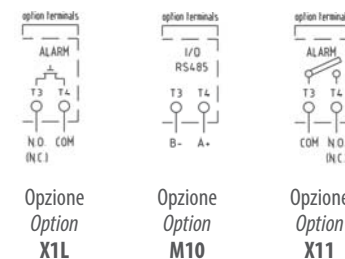 option terminals
ALARM
T3 T4
N.O. COM
(N.C.)
Opzione
Option
X1L
option terminals
I/O
RS485
T3 T4
B- A+
Opzione
Option
M10
option terminals
ALARM
T3 T4
COM N.O.
(N.C.
Opzione
Option
X11